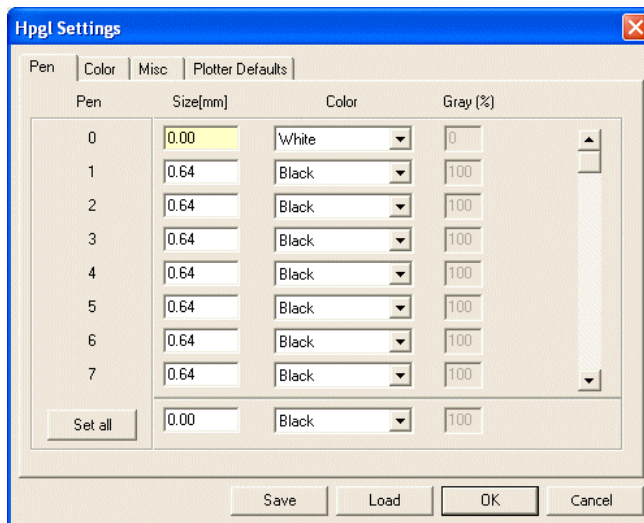 Hpgl Settings
Pen Color Misc Plotter Defaults
Pen Size[mm] Color Gray (%)
0 0.00 White 0
1 0.64 Black 100
2 0.64 Black 100
3 0.64 Black 100
4 0.64 Black 100
5 0.64 Black 100
6 0.64 Black 100
7 0.64 Black 100
Set all 0.00 Black 100
Save Load OK Cancel